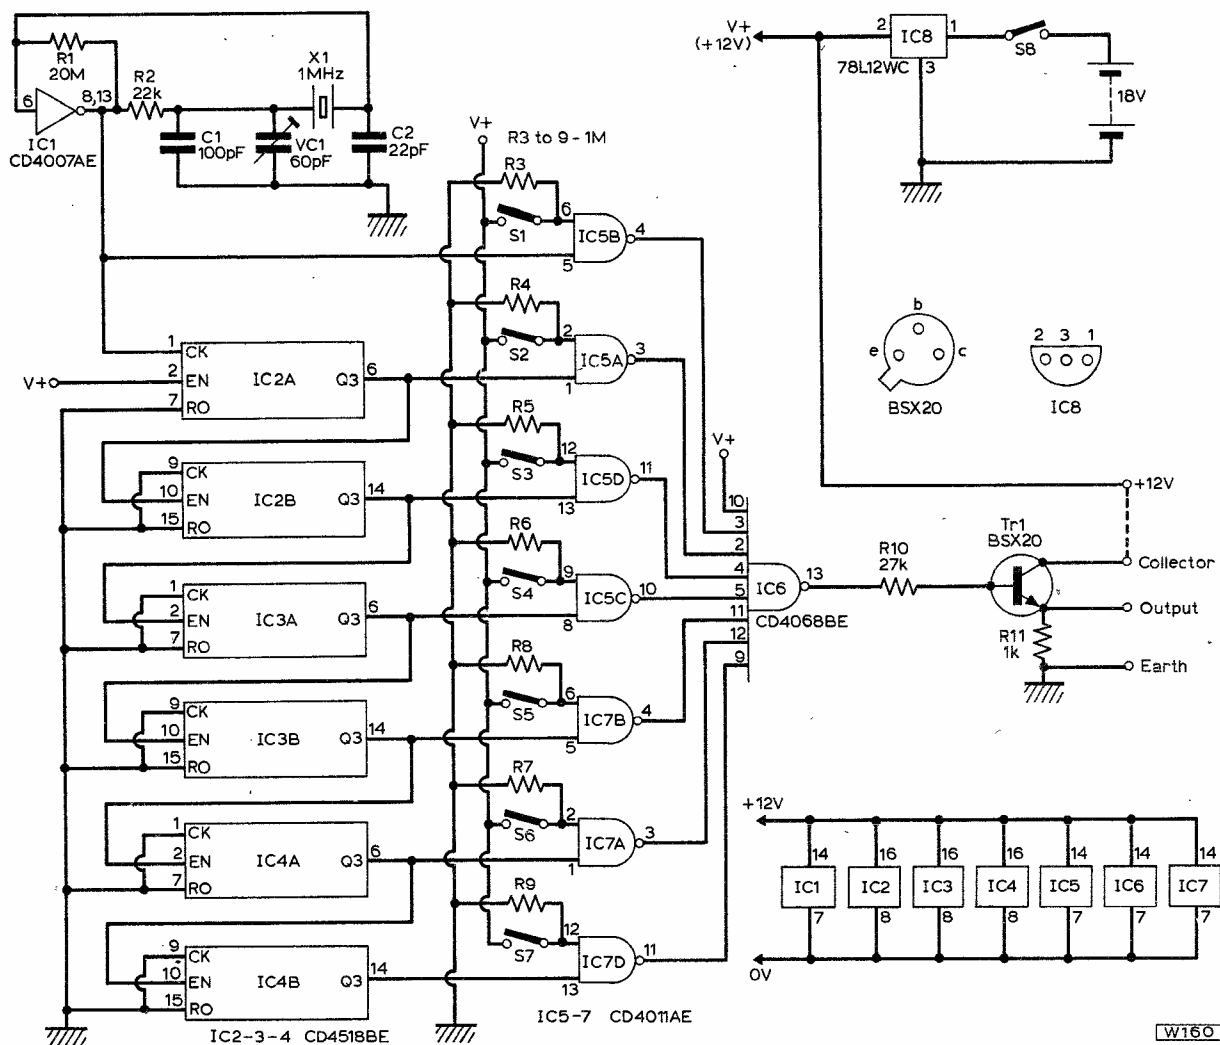 R1
20M
6
8,13
R2
22k
IC1
CD4007AE
C1
100pF
VC1
60pF
X1
1MHz
C2
22pF
V+
R3 to 9-1M
R3
S1
6
5
IC5B
4
R4
S2
2
1
IC5A
3
R5
S3
12
13
IC5D
11
R6
S4
9
8
IC5C
10
R8
S5
6
5
IC7B
4
R7
S6
2
1
IC7A
3
R9
S7
12
13
IC7D
11
V+
1 CK
2 EN
7 RO
IC2A
Q3 6
9 CK
10 EN
15 RO
IC2B
Q3 14
1 CK
2 EN
7 RO
IC3A
Q3 6
9 CK
10 EN
15 RO
IC3B
Q3 14
1 CK
2 EN
7 RO
IC4A
Q3 6
9 CK
10 EN
15 RO
IC4B
Q3 14
IC2-3-4 CD4518BE
IC5-7 CD4011AE
V+
(+12V)
2
IC8
1
3
78L12WC
S8
18V
b
e
c
BSX20
2 3 1
IC8
V+
10
3
2
4
5
11
12
9
IC6
13
CD4068BE
R10
27k
Tr1
BSX20
R11
1k
+12V
Collector
Output
Earth
+12V
14 16 16 16 14 14 14
IC1 IC2 IC3 IC4 IC5 IC6 IC7
7 8 8 8 7 7 7
0V
W160